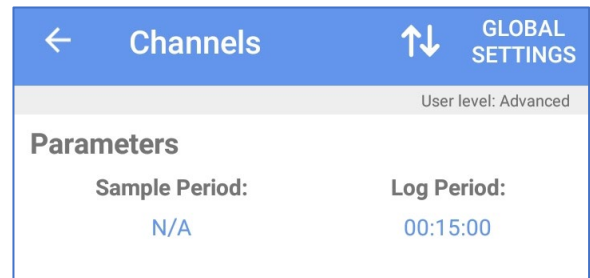 Channels
GLOBAL
SETTINGS
User level: Advanced
Parameters
Sample Period: Log Period:
N/A 00:15:00